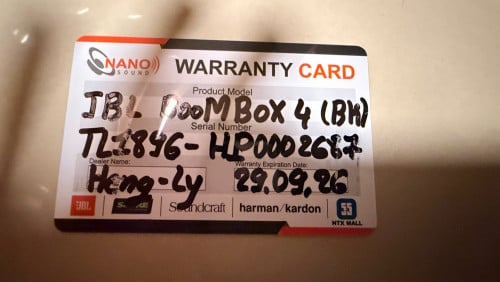 NANO
SOUND
WARRANTY CARD
Product Model
JBL BOOMBOX 4 (BK)
Serial Number
TL1896-HP0002687
Dealer Name:
Warranty Expiration Date:
Heng-Ly
29,09,26
JBL
Soundcraft
harman/kardon
HTX MALL